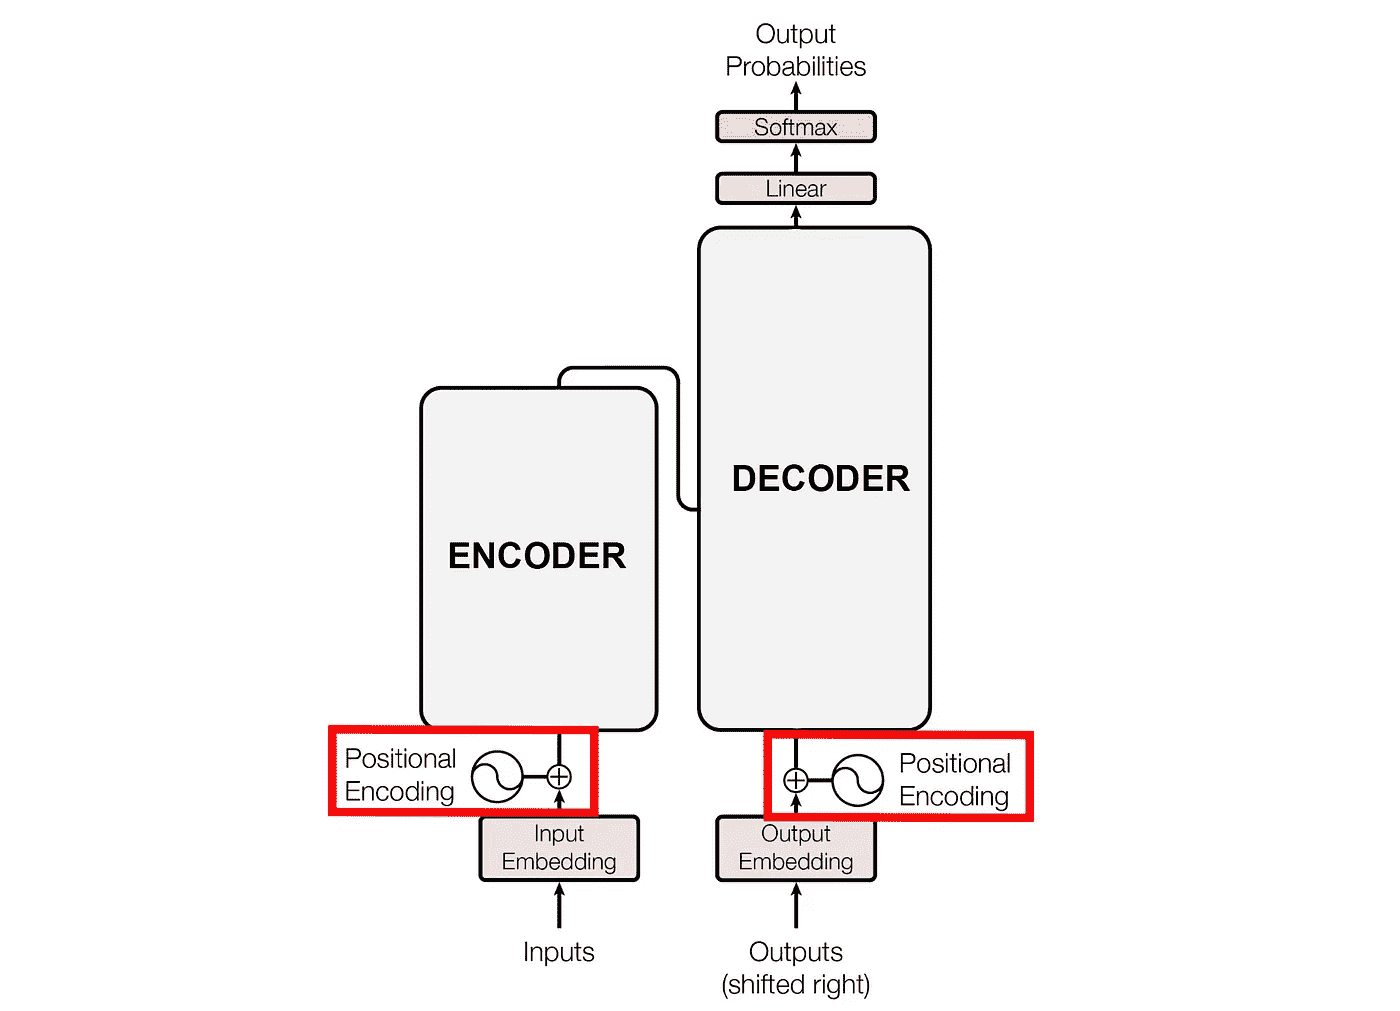 Output
Probabilities
Softmax
Linear
DECODER
ENCODER
Positional
Encoding
Positional
Encoding
Input
Embedding
Output
Embedding
Inputs
Outputs
(shifted right)